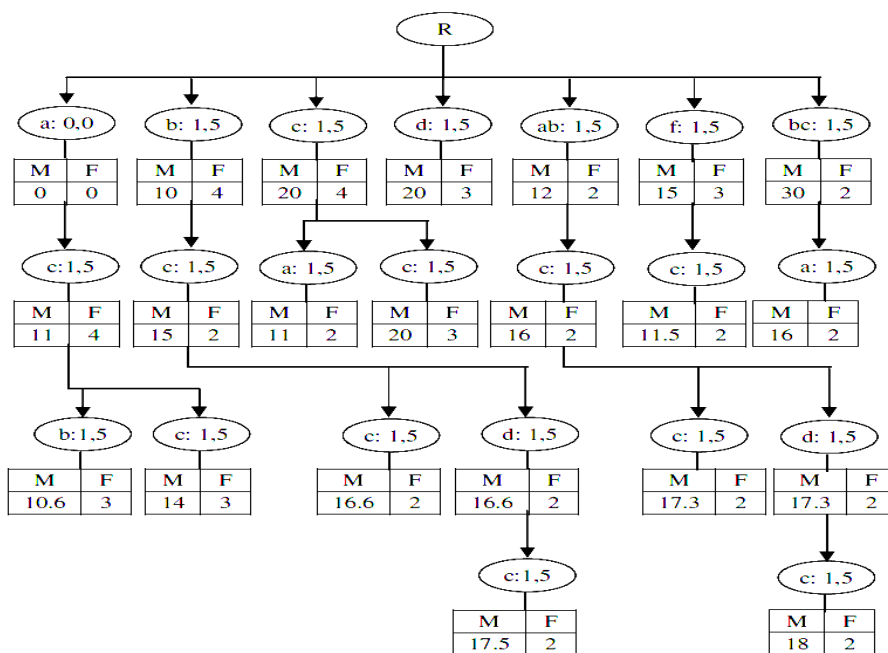 R
a: 0,0 b: 1,5 c: 1,5 d: 1,5 ab: 1,5 f: 1,5 bc: 1,5
M F M F M F M F M F M F M F
0 0 10 4 20 4 20 3 12 2 15 3 30 2
c:1,5 c: 1,5 a: 1,5 c: 1,5 c: 1,5 c: 1,5 a: 1,5
M F M F M F M F M F M F M F
11 4 15 2 11 2 20 3 16 2 11.5 2 16 2
b:1,5 c: 1,5 c: 1,5 d: 1,5 c: 1,5 d: 1,5
M F M F M F M F M F M F
10.6 3 14 3 16.6 2 16.6 2 17.3 2 17.3 2
c:1,5 c: 1,5
M F M F
17.5 2 18 2